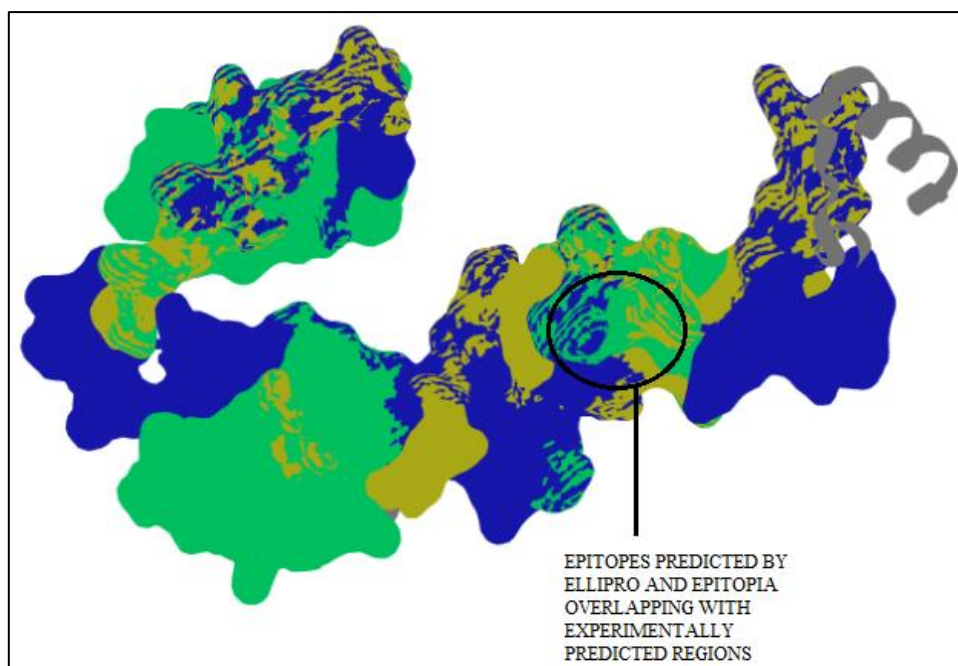 EPITOPES PREDICTED BY
ELLIPRO AND EPITOPIA
OVERLAPPING WITH
EXPERIMENTALLY
PREDICTED REGIONS